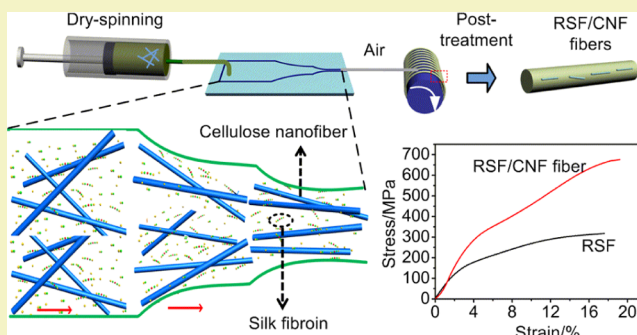 Dry-spinning
Air
Post-
treatment
RSF/CNF
fibers
Cellulose nanofiber
Silk fibroin
Stress/MPa
700
600
500
400
300
200
100
0
RSF/CNF fiber
RSF
0 4 8 12 16 20
Strain/%